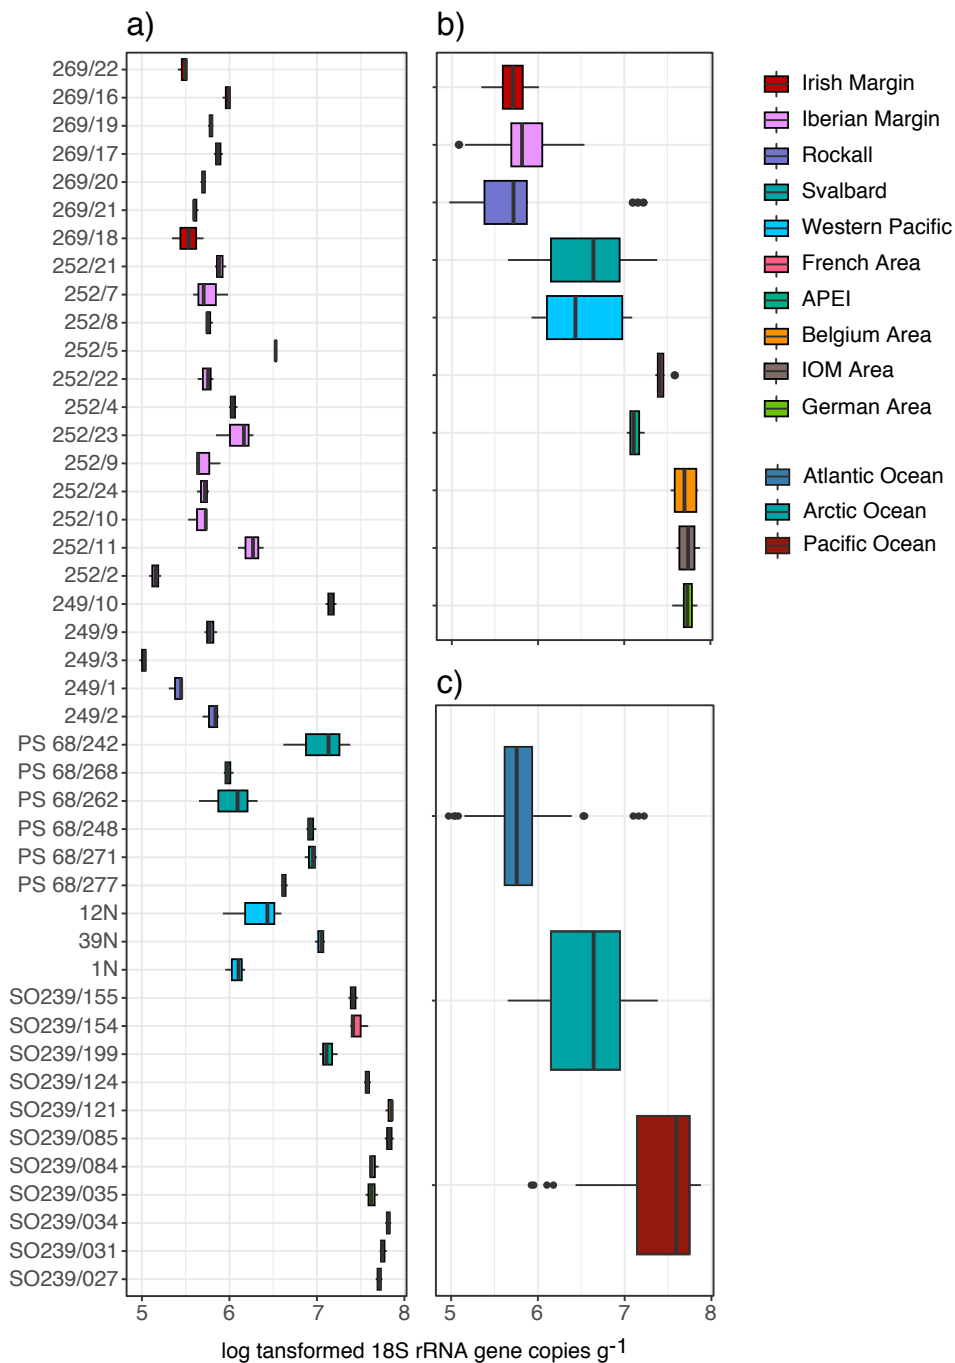 a)
269/22
269/16
269/19
269/17
269/20
269/21
269/18
252/21
252/7
252/8
252/5
252/22
252/4
252/23
252/9
252/24
252/10
252/11
252/2
249/10
249/9
249/3
249/1
249/2
PS 68/242
PS 68/268
PS 68/262
PS 68/248
PS 68/271
PS 68/277
12N
39N
1N
SO239/155
SO239/154
SO239/199
SO239/124
SO239/121
SO239/085
SO239/084
SO239/035
SO239/034
SO239/031
SO239/027
5 6 7 8
b)
c)
5 6 7 8
log tansformed 18S rRNA gene copies g-1
Irish Margin
Iberian Margin
Rockall
Svalbard
Western Pacific
French Area
APEI
Belgium Area
IOM Area
German Area
Atlantic Ocean
Arctic Ocean
Pacific Ocean